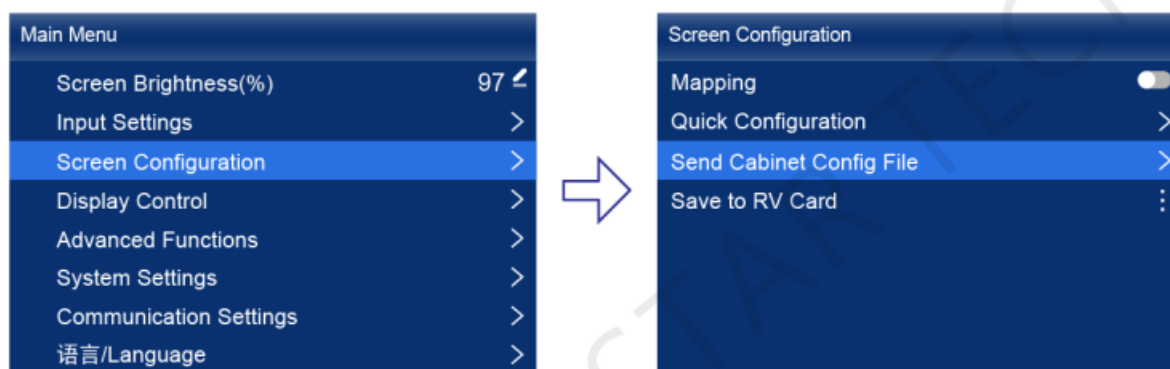 Main Menu
Screen Brightness(%) 97
Input Settings
Screen Configuration
Display Control
Advanced Functions
System Settings
Communication Settings
语言/Language
Screen Configuration
Mapping
Quick Configuration
Send Cabinet Config File
Save to RV Card